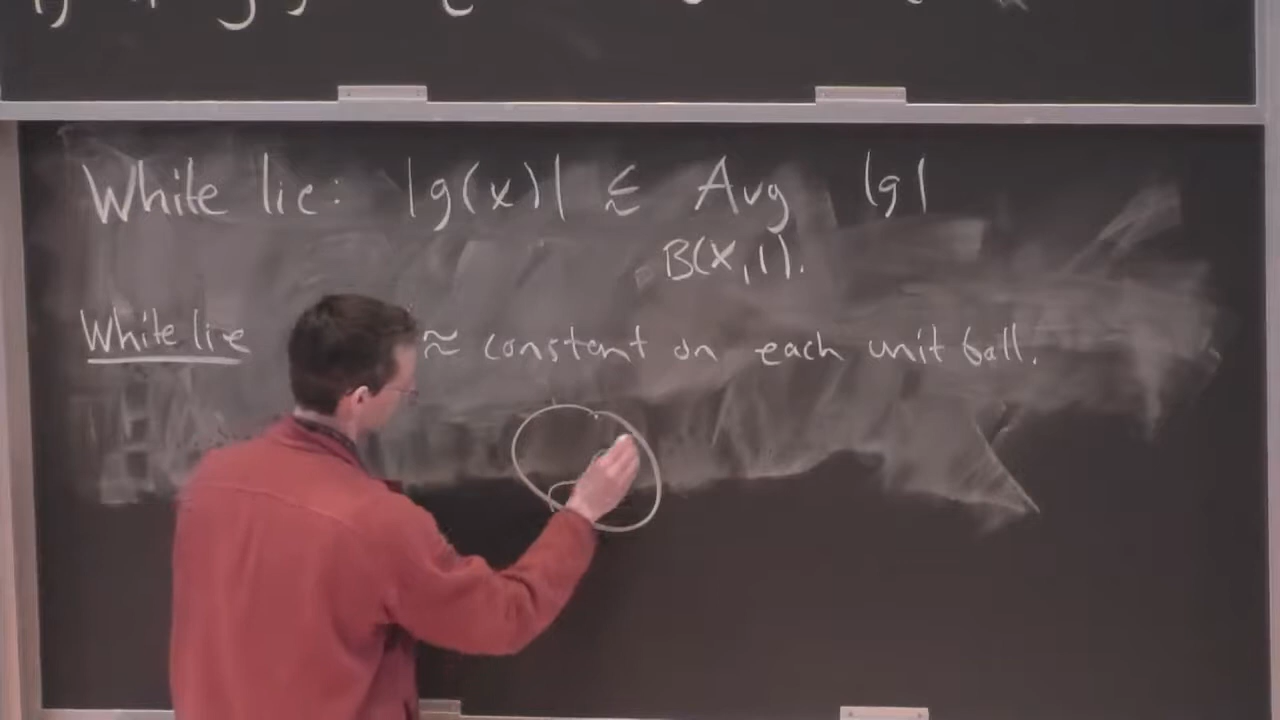 White lie: |g(x)| ≲ Avg |g|
B(x,1).
White lie ≈ constant on each unit ball.